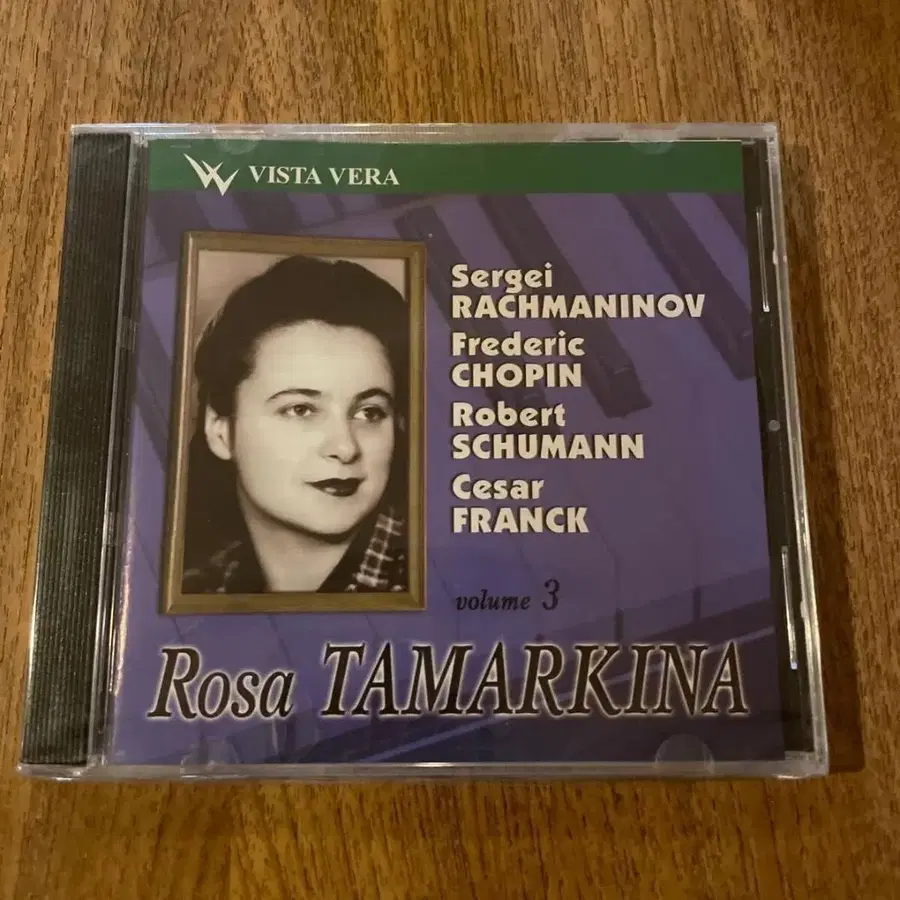 VISTA VERA
Sergei
RACHMANINOV
Frederic
CHOPIN
Robert
SCHUMANN
Cesar
FRANCK
volume 3
Rosa TAMARKINA